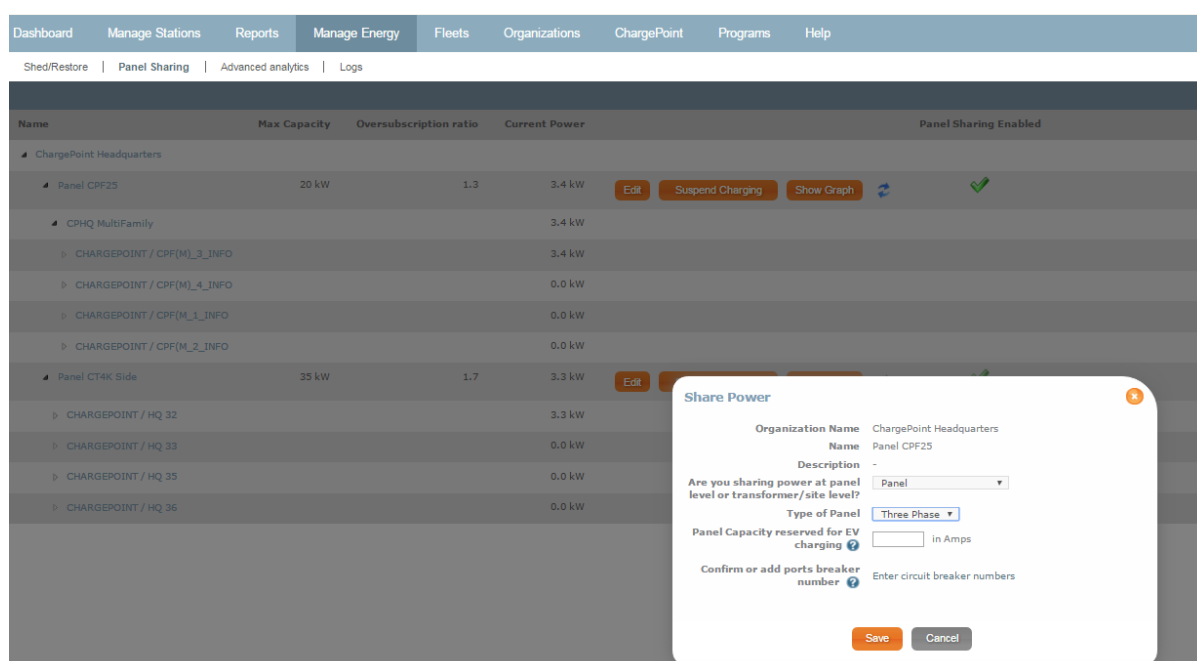 Dashboard Manage Stations Reports Manage Energy Fleets Organizations ChargePoint Programs Help
Shed/Restore | Panel Sharing | Advanced analytics | Logs
Name Max Capacity Oversubscription ratio Current Power Panel Sharing Enabled
ChargePoint Headquarters
Panel CPF25 20 kW 1.3 3.4 kW Edit Suspend Charging Show Graph
CPHQ MultiFamily 3.4 kW
CHARGEPOINT / CPF(M)_3_INFO 3.4 kW
CHARGEPOINT / CPF(M)_4_INFO 0.0 kW
CHARGEPOINT / CPF(M_1_INFO 0.0 kW
CHARGEPOINT / CPF(M_2_INFO 0.0 kW
Panel CT4K Side 35 kW 1.7 3.3 kW Edit
CHARGEPOINT / HQ 32 3.3 kW
CHARGEPOINT / HQ 33 0.0 kW
CHARGEPOINT / HQ 35 0.0 kW
CHARGEPOINT / HQ 36 0.0 kW
Share Power x
Organization Name ChargePoint Headquarters
Name Panel CPF25
Description -
Are you sharing power at panel
level or transformer/site level? Panel
Type of Panel Three Phase
Panel Capacity reserved for EV
charging ? in Amps
Confirm or add ports breaker
number ? Enter circuit breaker numbers
Save Cancel